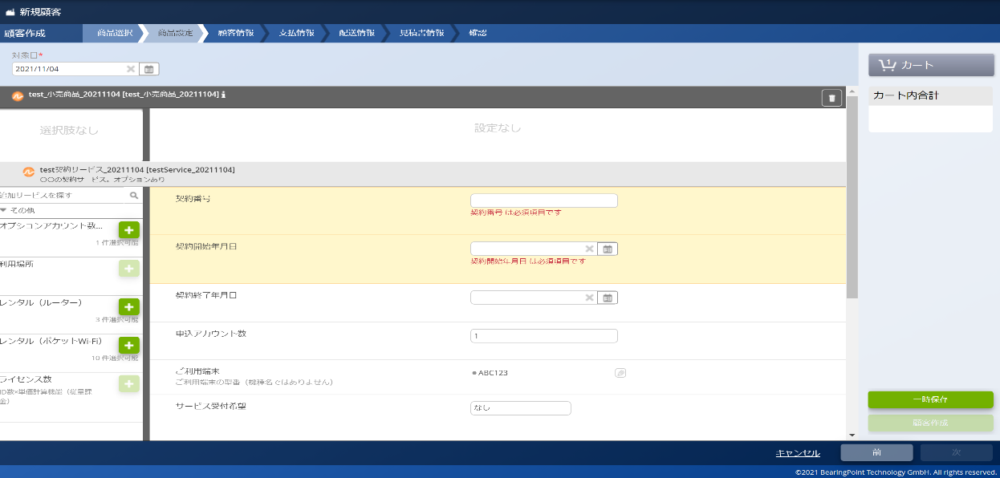 新規顧客
顧客作成
商品選択
商品設定
顧客情報
支払情報
配送情報
見積書情報
確認
対象日*
2021/11/04
カート
1
カート内合計
test_小売商品_20211104 [test_小売商品_20211104]
選択肢なし
設定なし
test契約サービス_20211104 [testService_20211104]
〇〇の契約サービス。オプションあり
追加サービスを探す
その他
オプションアカウント数...
1 件選択可能
利用場所
レンタル（ルーター）
3 件選択可能
レンタル（ポケットWi-Fi）
10 件選択可能
ライセンス数
ID数×単価計算機能（従量課
金）
契約番号
契約番号 は必須項目です
契約開始年月日
契約開始年月日 は必須項目です
契約終了年月日
申込アカウント数
1
ご利用端末
ご利用端末の型番（機種名ではありません）
ABC123
サービス受付希望
なし
一時保存
顧客作成
キャンセル
前
次
©2021 BearingPoint Technology GmbH. All rights reserved.